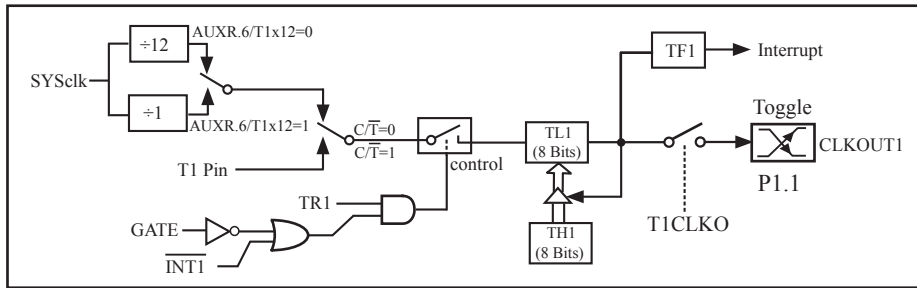 AUXR.6/T1x12=0
÷12
SYSclk
÷1
AUXR.6/T1x12=1
C/T̅=0
C/T̅=1
T1 Pin
control
TR1
GATE
I̅N̅T̅1̅
TL1
(8 Bits)
TH1
(8 Bits)
TF1
Interrupt
Toggle
CLKOUT1
P1.1
T1CLKO